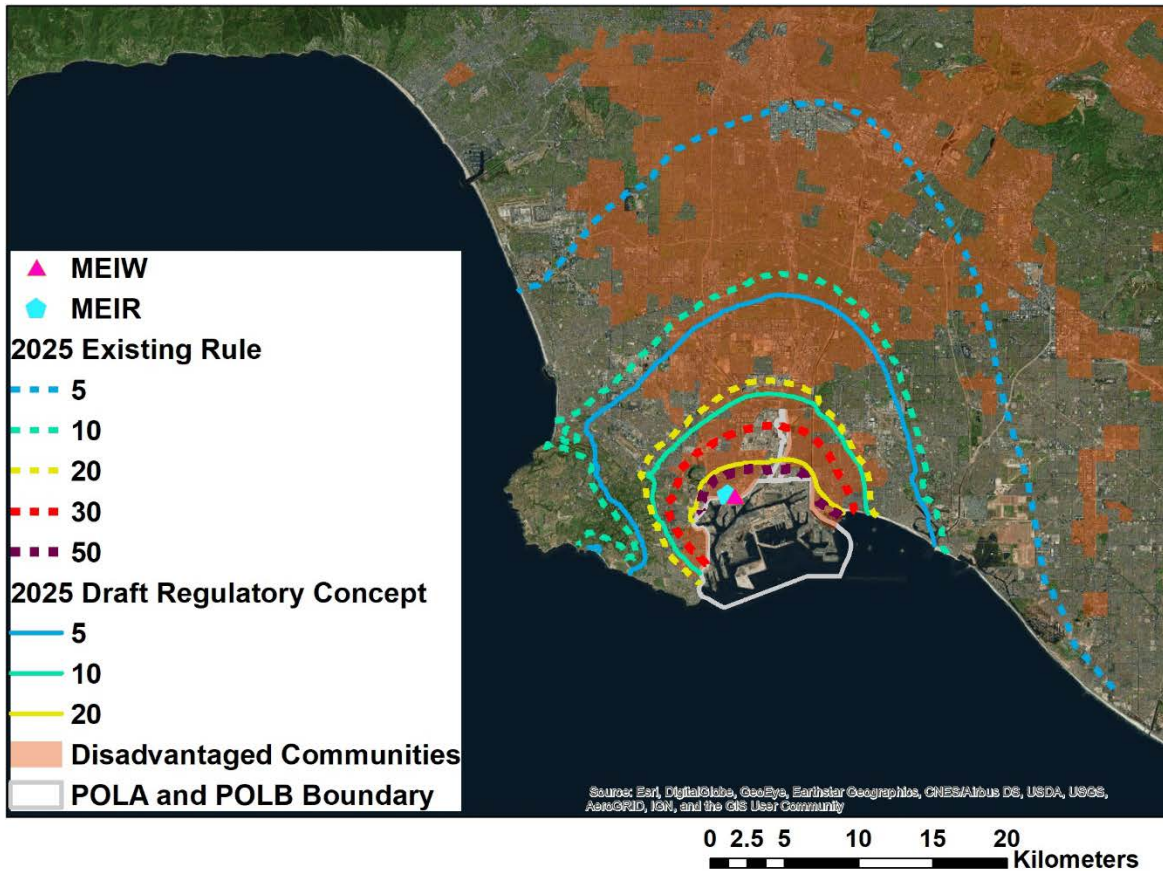 MEIW
MEIR
2025 Existing Rule
5
10
20
30
50
2025 Draft Regulatory Concept
5
10
20
Disadvantaged Communities
POLA and POLB Boundary
Source: Esri, DigitalGlobe, GeoEye, Earthstar Geographics, CNES/Airbus DS, USDA, USGS,
AeroGRID, IGN, and the GIS User Community
0 2.5 5 10 15 20
Kilometers